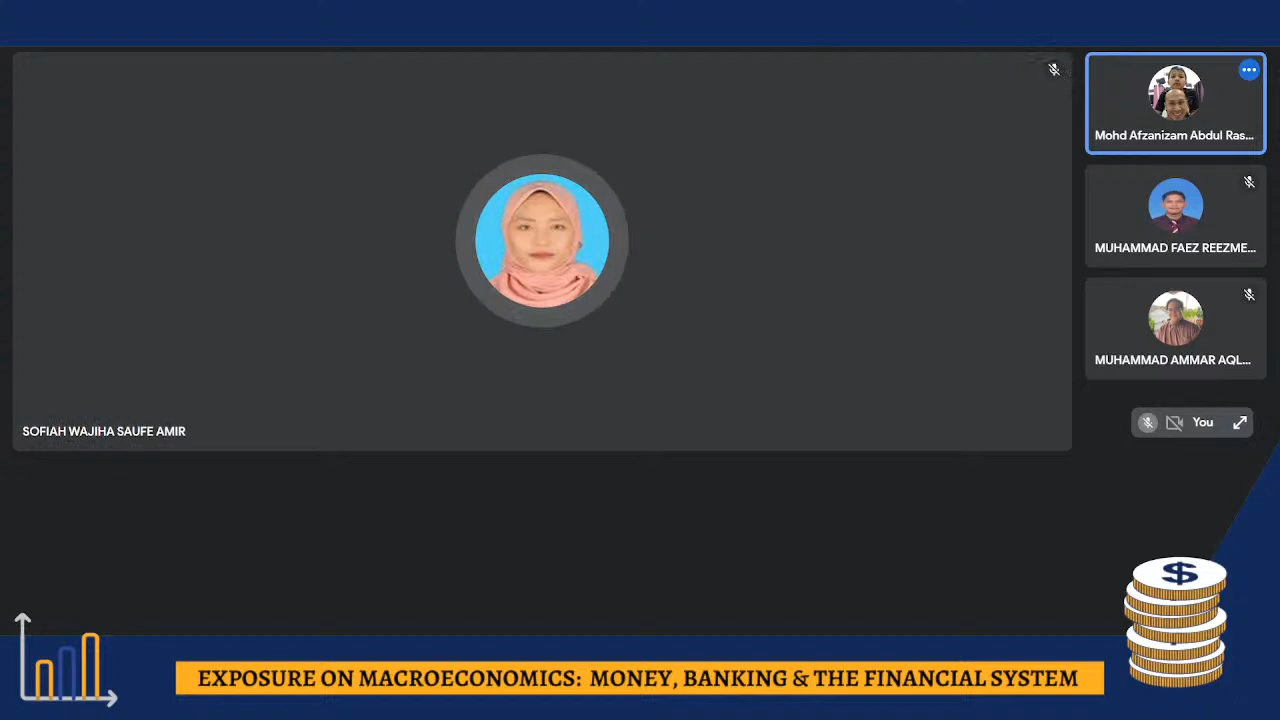 Mohd Afzanizam Abdul Ras...
MUHAMMAD FAEZ REEZME...
MUHAMMAD AMMAR AQL...
You
SOFIAH WAJIHA SAUFE AMIR
$
EXPOSURE ON MACROECONOMICS: MONEY, BANKING & THE FINANCIAL SYSTEM